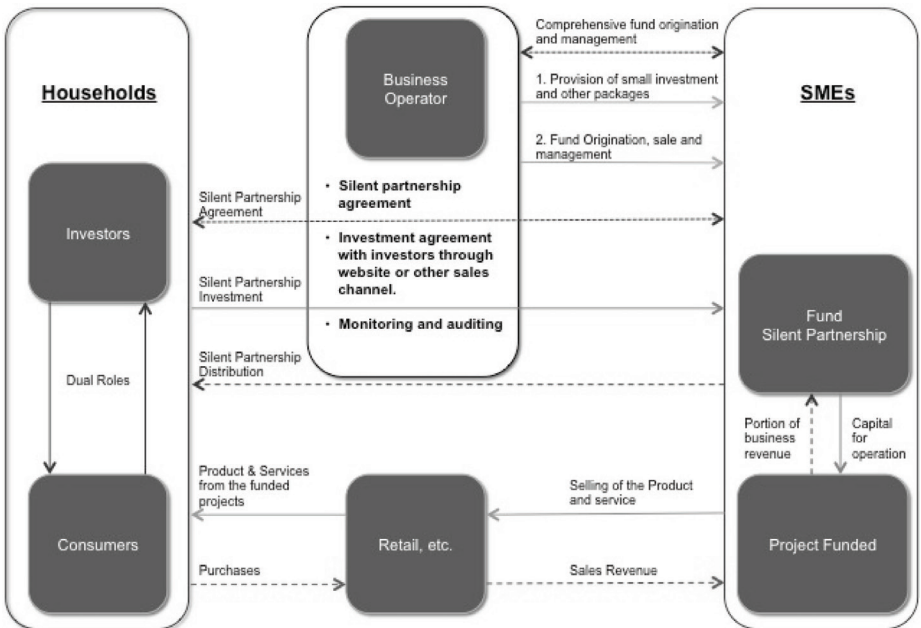 Households
Investors
Dual Roles
Consumers
Business
Operator
• Silent partnership
agreement
• Investment agreement
with investors through
website or other sales
channel.
• Monitoring and auditing
Comprehensive fund origination
and management
1. Provision of small investment
and other packages
2. Fund Origination, sale and
management
Silent Partnership
Agreement
Silent Partnership
Investment
Silent Partnership
Distribution
Product & Services
from the funded
projects
Purchases
Retail, etc.
Selling of the Product
and service
Sales Revenue
SMEs
Fund
Silent Partnership
Portion of
business
revenue
Capital
for
operation
Project Funded